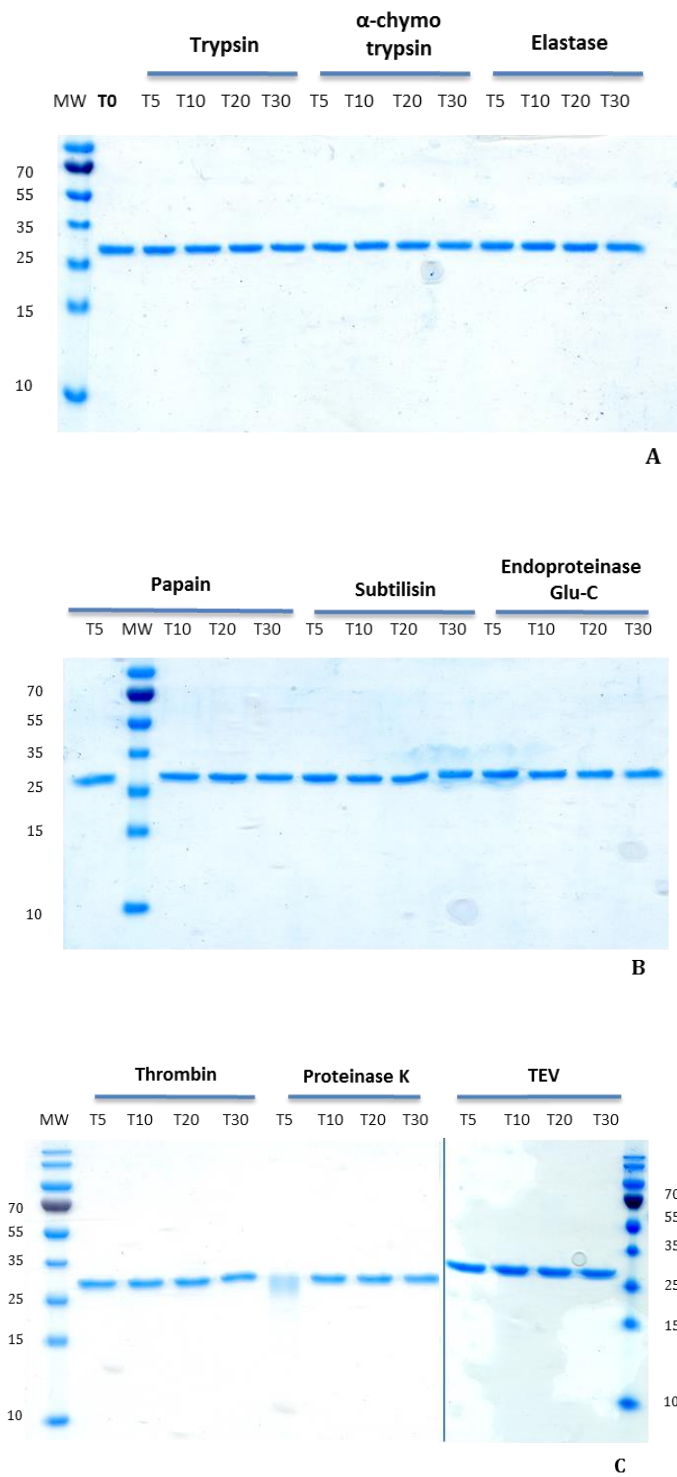 Trypsin
α-chymo
trypsin
Elastase
MW T0 T5 T10 T20 T30 T5 T10 T20 T30 T5 T10 T20 T30
70
55
35
25
15
10
A
Papain
Subtilisin
Endoproteinase
Glu-C
T5 MW T10 T20 T30 T5 T10 T20 T30 T5 T10 T20 T30
70
55
35
25
15
10
B
Thrombin
Proteinase K
TEV
MW T5 T10 T20 T30 T5 T10 T20 T30 T5 T10 T20 T30
70 70
55 55
35 35
25 25
15 15
10 10
C